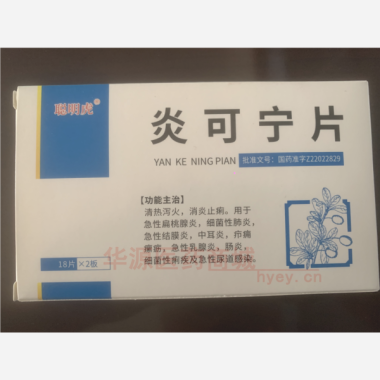 聪明虎®
炎可宁片
YAN KE NING PIAN
批准文号：国药准字Z22022829
【功能主治】
清热泻火，消炎止痢。用于
急性扁桃腺炎，细菌性肺炎，
急性结膜炎，中耳炎，疖痈
瘰疬，急性乳腺炎，肠炎，
细菌性痢疾及急性尿道感染。
18片×2板
华源医药商城
hyey.cn